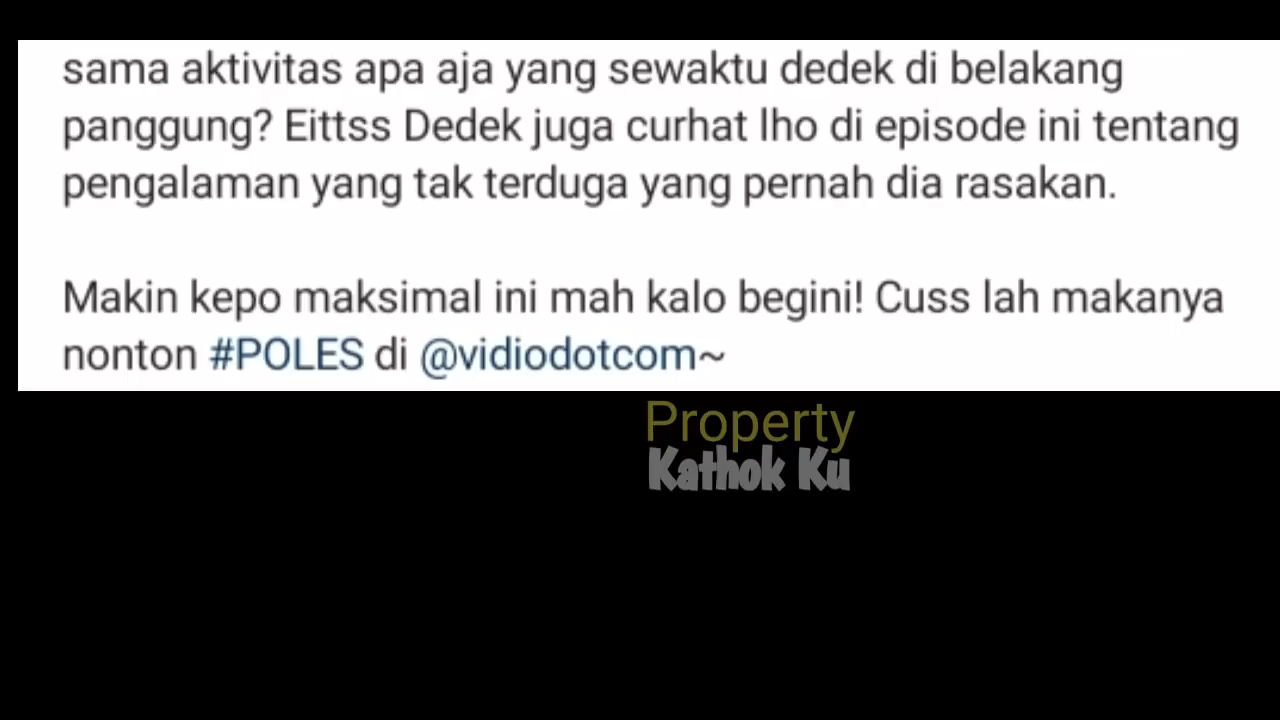 sama aktivitas apa aja yang sewaktu dedek di belakang
panggung? Eittss Dedek juga curhat lho di episode ini tentang
pengalaman yang tak terduga yang pernah dia rasakan.
Makin kepo maksimal ini mah kalo begini! Cuss lah makanya
nonton #POLES di @vidiodotcom~
Property
Kathok Ku